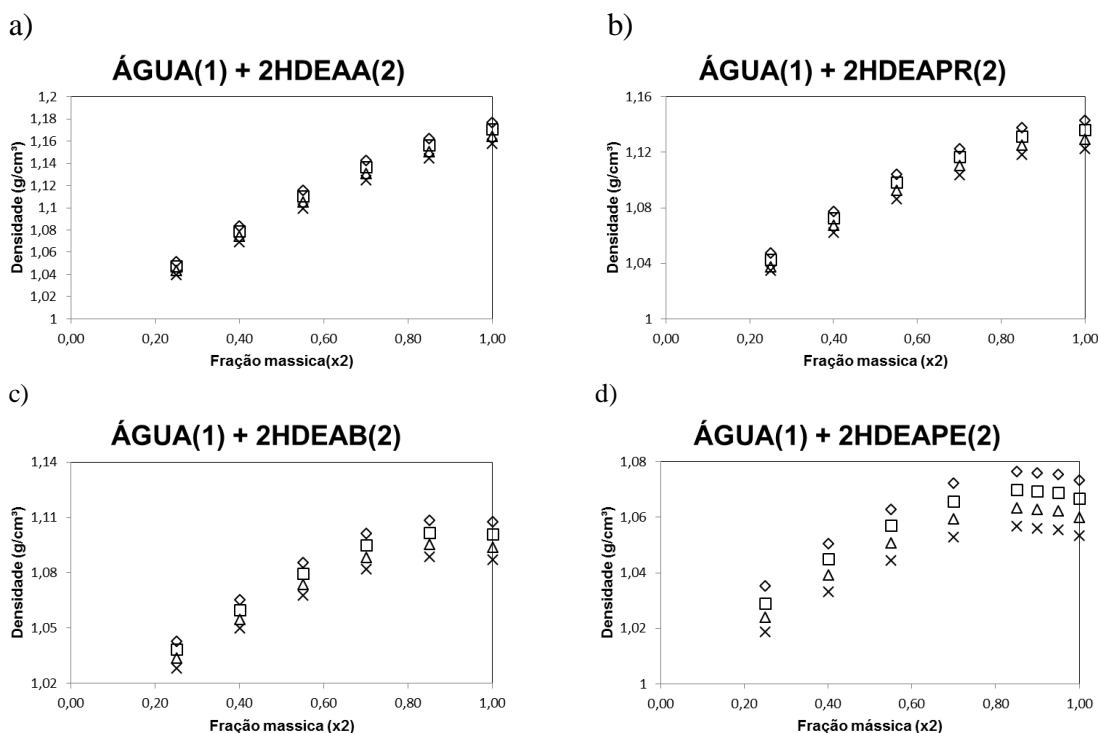 a)
ÁGUA(1) + 2HDEAA(2)
Densidade (g/cm³)
1,2
1,18
1,16
1,14
1,12
1,1
1,08
1,06
1,04
1,02
1
0,00 0,20 0,40 0,60 0,80 1,00
Fração massica(x2)
b)
ÁGUA(1) + 2HDEAPR(2)
Densidade (g/cm³)
1,16
1,12
1,08
1,04
1
0,00 0,20 0,40 0,60 0,80 1,00
Fração massica (x2)
c)
ÁGUA(1) + 2HDEAB(2)
Densidade (g/cm³)
1,14
1,11
1,08
1,05
1,02
0,00 0,20 0,40 0,60 0,80 1,00
Fração massica (x2)
d)
ÁGUA(1) + 2HDEAPE(2)
Densidade (g/cm³)
1,08
1,06
1,04
1,02
1
0,00 0,20 0,40 0,60 0,80 1,00
Fração mássica (x2)